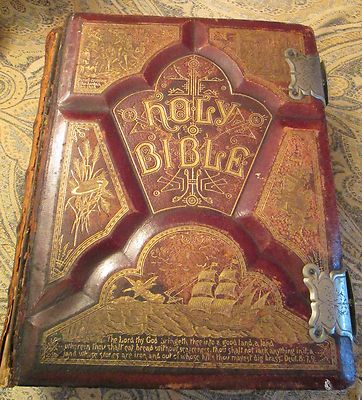 HOLY
BIBLE
The Lord thy God bringeth thee into a good land, a land
wherein thou shalt eat bread without scarceness, thou shalt not lack anything in it; a
land whose stones are iron, and out of whose hills thou mayest dig brass. Deut. 8: 7, 9.